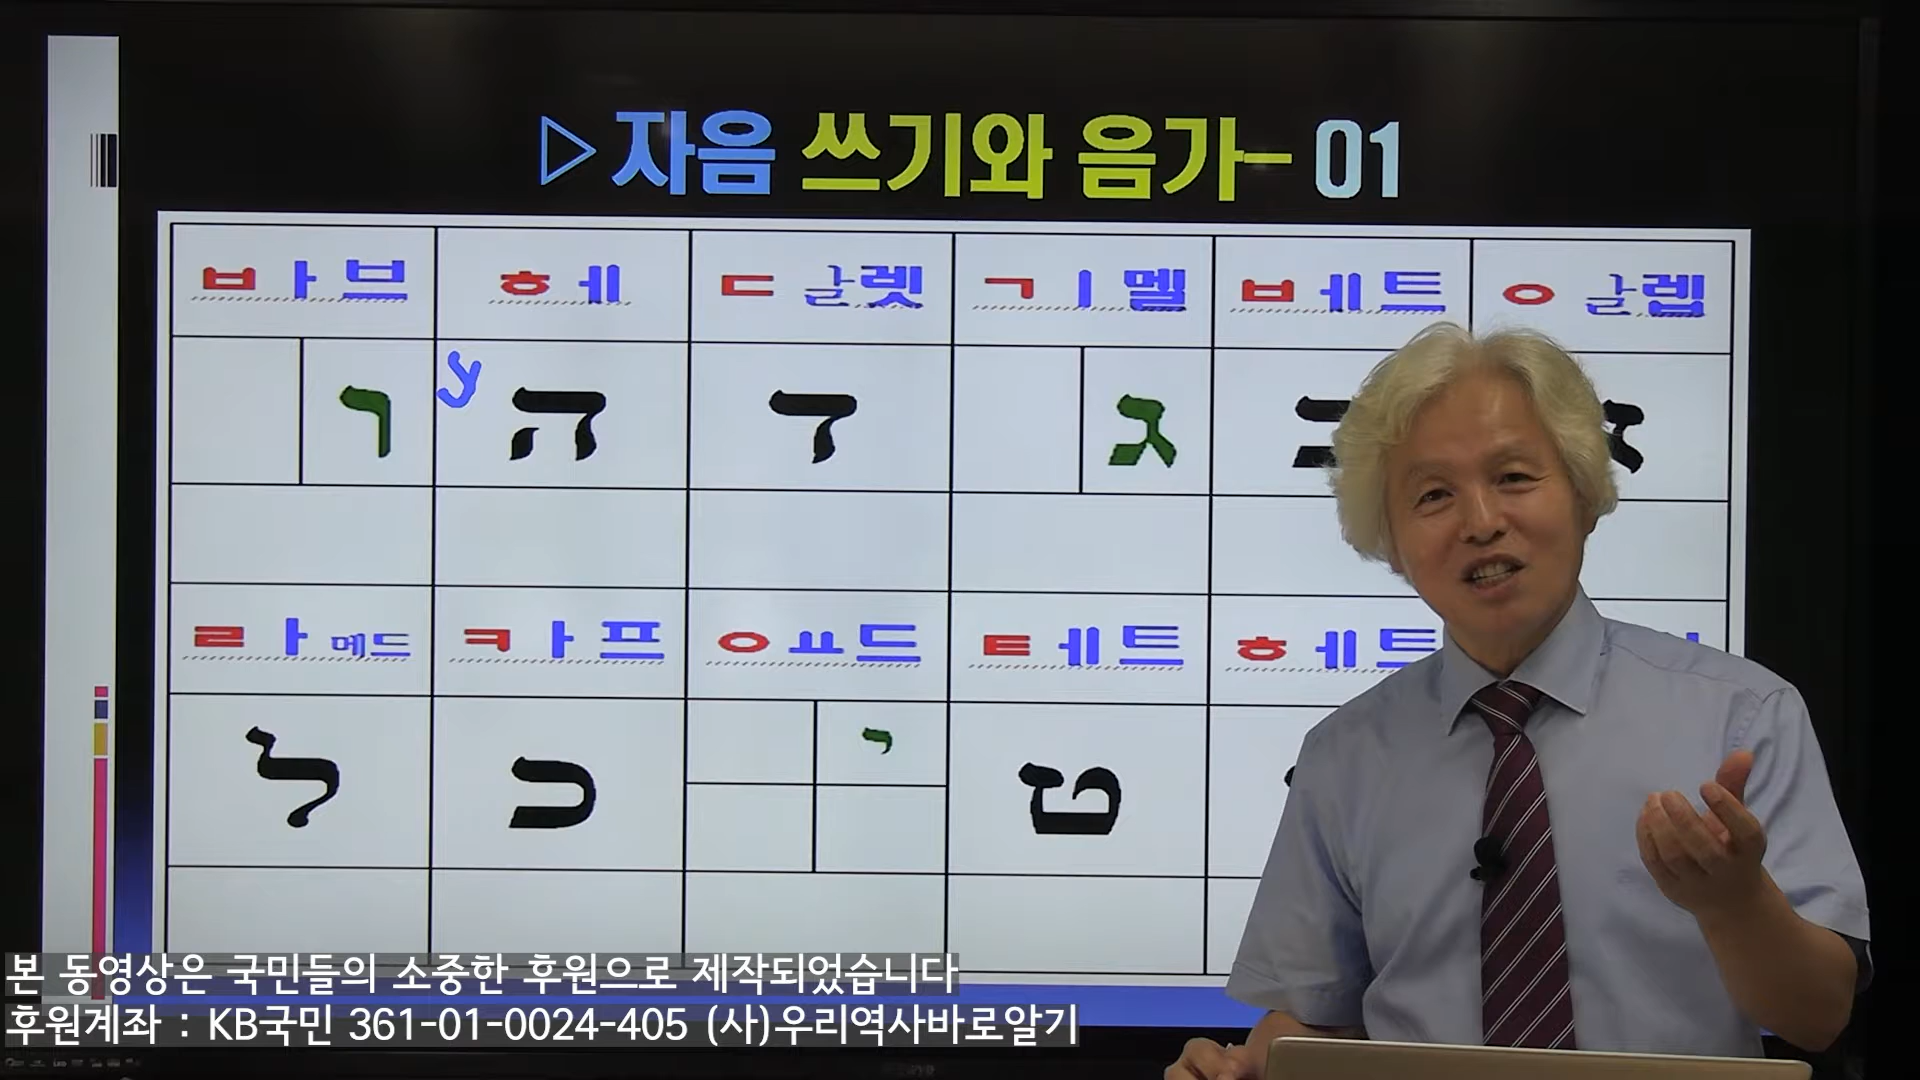 ▷자음 쓰기와 음가- 01
ㅂㅏ브 ㅎㅔ ㄷ달렛 ㄱㅣ멜 ㅂㅔ트
ו ע ה ד ג
ㄹㅏ메드 ㅋㅏ프 ㅇㅛ드 ㅌㅔ트 ㅎㅔ트
ל כ י ט
본 동영상은 국민들의 소중한 후원으로 제작되었습니다
후원계좌 : KB국민 361-01-0024-405 (사)우리역사바로알기